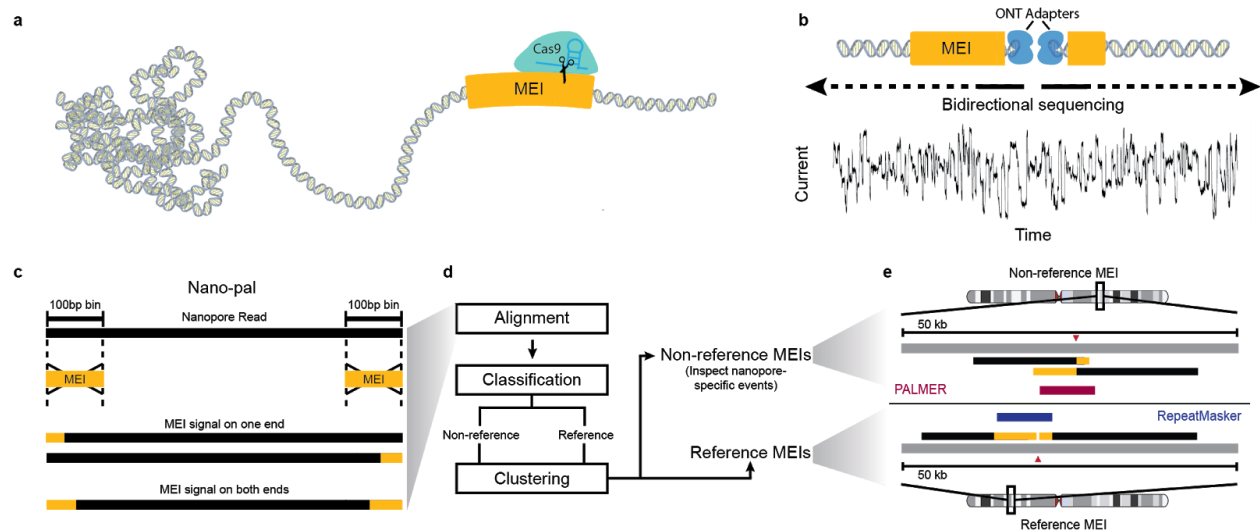 a
Cas9
MEI
b
ONT Adapters
MEI
Bidirectional sequencing
Current
Time
c
Nano-pal
100bp bin
100bp bin
Nanopore Read
MEI
MEI
MEI signal on one end
MEI signal on both ends
d
Alignment
Classification
Non-reference
Reference
Clustering
Non-reference MEIs
(Inspect nanopore-
specific events)
Reference MEIs
e
Non-reference MEI
50 kb
PALMER
RepeatMasker
50 kb
Reference MEI